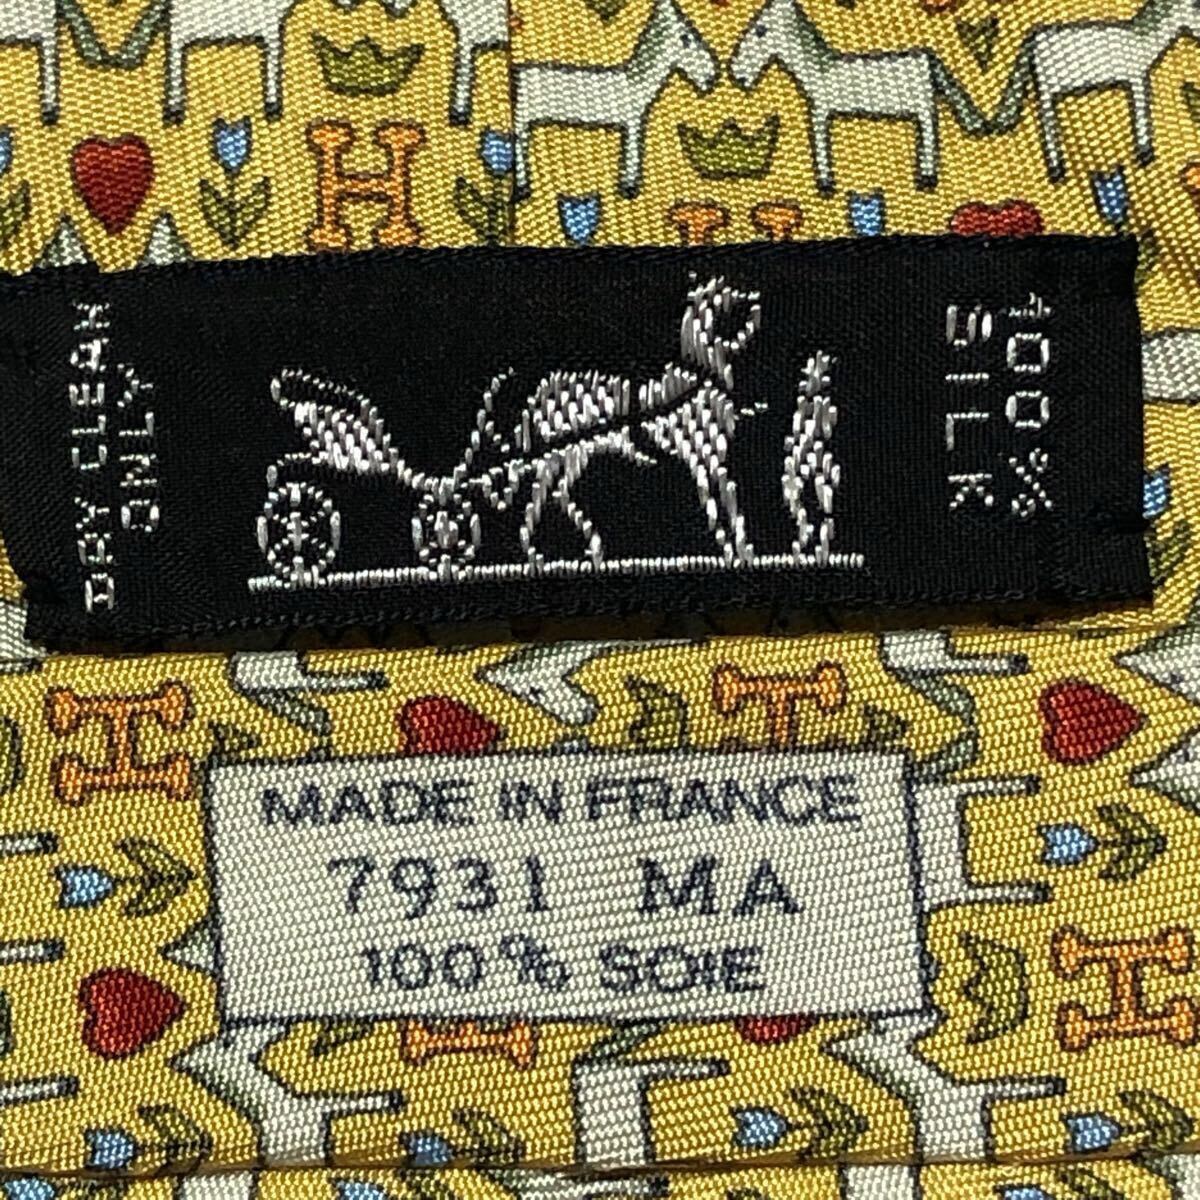 DRY CLEAN
ONLY
100%
SILK
MADE IN FRANCE
7931 MA
100% SOIE
H
H
H
H